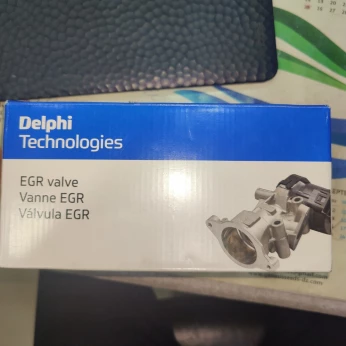 Delphi
Technologies
EGR valve
Vanne EGR
Válvula EGR